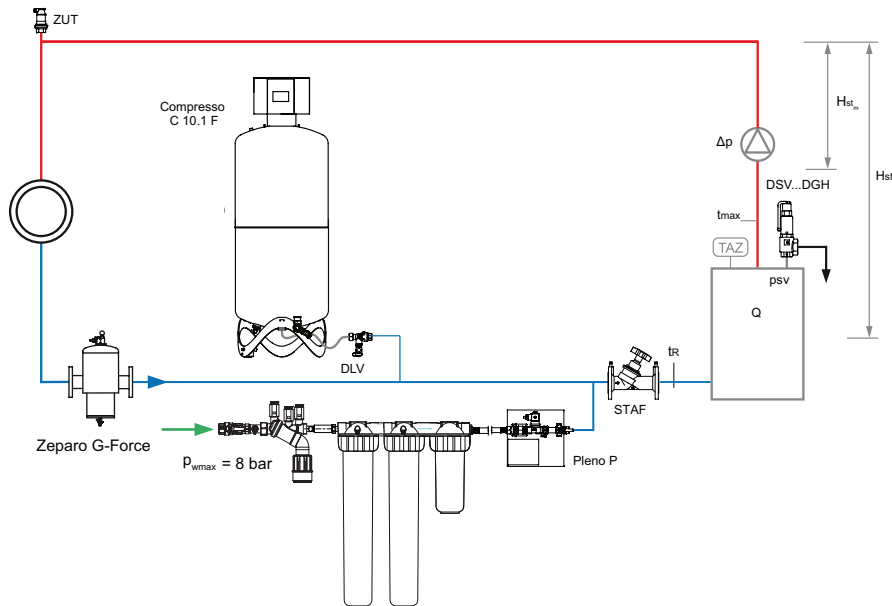 ZUT
Compresso
C 10.1 F
Hstm
Δp
Hst
DSV...DGH
tmax
TAZ
psv
Q
DLV
tR
STAF
Zeparo G-Force
pwmax = 8 bar
Pleno P